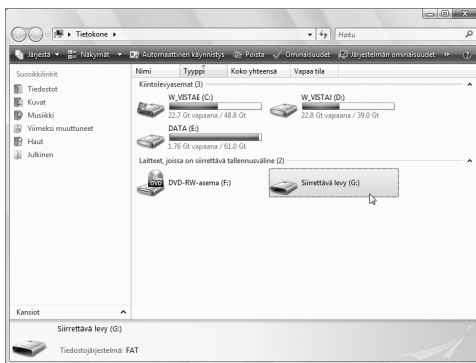 Tietokone
Haku
Järjestä Näkymät Automaattinen käynnistys Poista Ominaisuudet Järjestelmän ominaisuudet »
Suosikkilinkit
Tiedostot
Kuvat
Musiikki
Viimeksi muuttuneet
Haut
Julkinen
Kansiot
Nimi Tyyppi Koko yhteensä Vapaa tila
Kiintolevyasemat (3)
W_VISTAE (C:)
22.7 Gt vapaana / 48.8 Gt
W_VISTAJ (D:)
22.8 Gt vapaana / 39.0 Gt
DATA (E:)
1.76 Gt vapaana / 61.0 Gt
Laitteet, joissa on siirrettävä tallennusväline (2)
DVD
DVD-RW-asema (F:)
Siirrettävä levy (G:)
Siirrettävä levy (G:)
Tiedostojärjestelmä: FAT